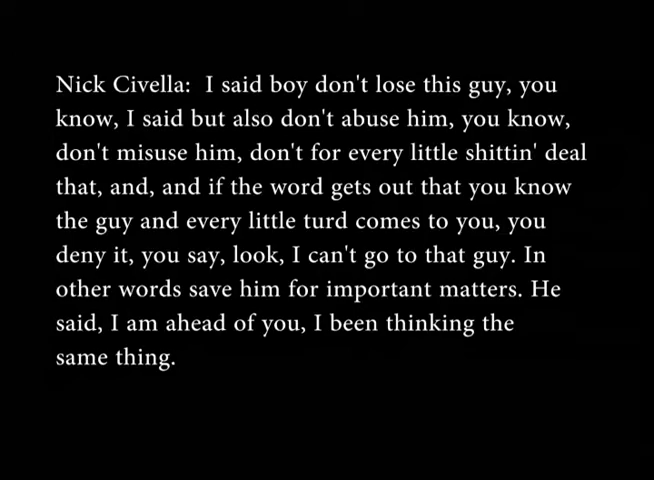 Nick Civella:  I said boy don't lose this guy, you
know, I said but also don't abuse him, you know,
don't misuse him, don't for every little shittin' deal
that, and, and if the word gets out that you know
the guy and every little turd comes to you, you
deny it, you say, look, I can't go to that guy. In
other words save him for important matters. He
said, I am ahead of you, I been thinking the
same thing.